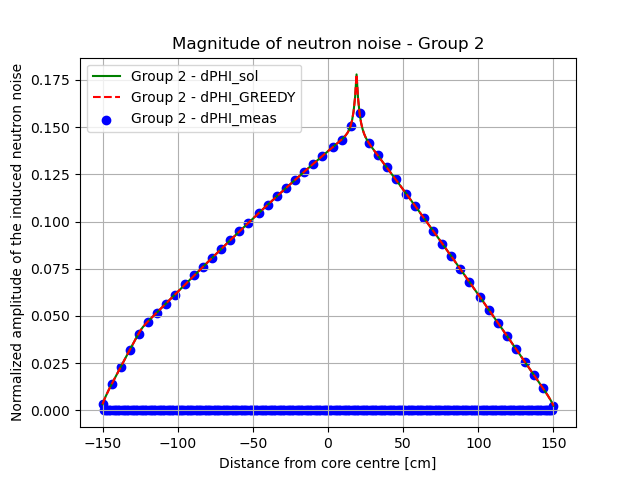 Magnitude of neutron noise - Group 2
Group 2 - dPHI_sol
Group 2 - dPHI_GREEDY
Group 2 - dPHI_meas
Normalized amplitude of the induced neutron noise
0.175
0.150
0.125
0.100
0.075
0.050
0.025
0.000
−150 −100 −50 0 50 100 150
Distance from core centre [cm]